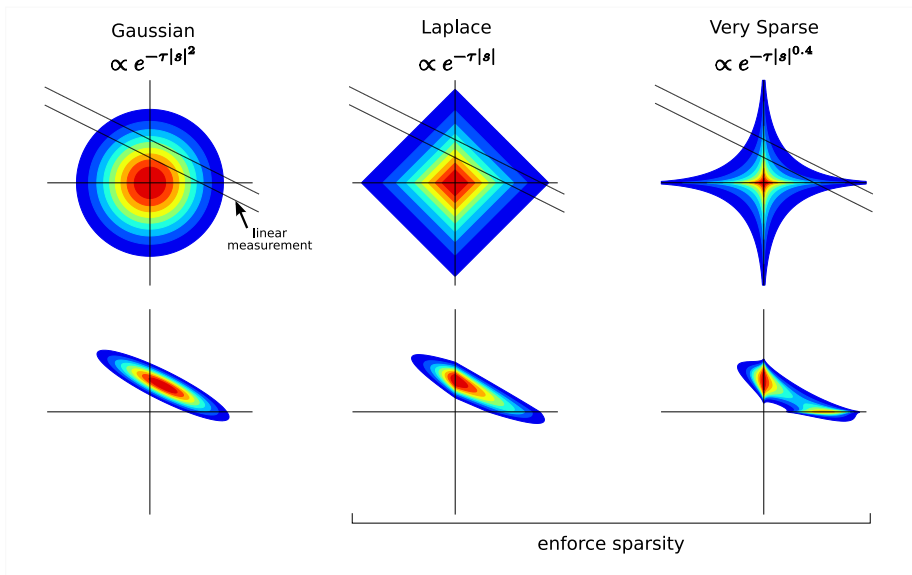 Gaussian
∝ e^{−τ|s|^2}
Laplace
∝ e^{−τ|s|}
Very Sparse
∝ e^{−τ|s|^{0.4}}
linear
measurement
enforce sparsity